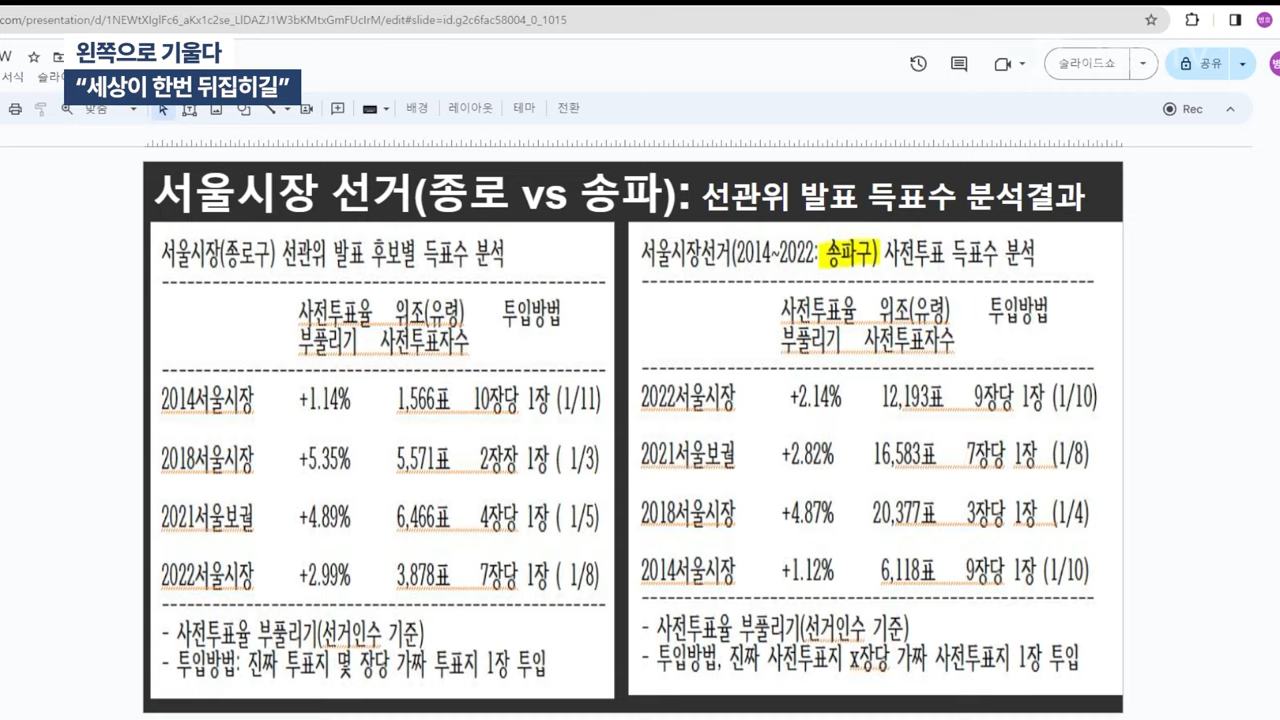 com/presentation/d/1NEWtXIglFc6_aKx1c2se_LlDAZJ1W3bKMtxGmFUcIrM/edit#slide=id.g2c6fac58004_0_1015
왼쪽으로 기울다
“세상이 한번 뒤집히길”
서식
슬라이드쇼
공유
맞춤
배경
레이아웃
테마
전환
Rec
서울시장 선거(종로 vs 송파): 선관위 발표 득표수 분석결과
서울시장(종로구) 선관위 발표 후보별 득표수 분석
사전투표율 위조(유령) 투입방법
부풀리기 사전투표자수
2014서울시장 +1.14% 1,566표 10장당 1장 (1/11)
2018서울시장 +5.35% 5,571표 2장장 1장 ( 1/3)
2021서울보궐 +4.89% 6,466표 4장당 1장 ( 1/5)
2022서울시장 +2.99% 3,878표 7장당 1장 ( 1/8)
- 사전투표율 부풀리기(선거인수 기준)
- 투입방법: 진짜 투표지 몇 장당 가짜 투표지 1장 투입
서울시장선거(2014~2022: 송파구) 사전투표 득표수 분석
사전투표율 위조(유령) 투입방법
부풀리기 사전투표자수
2022서울시장 +2.14% 12,193표 9장당 1장 (1/10)
2021서울보궐 +2.82% 16,583표 7장당 1장 (1/8)
2018서울시장 +4.87% 20,377표 3장당 1장 (1/4)
2014서울시장 +1.12% 6,118표 9장당 1장 (1/10)
- 사전투표율 부풀리기(선거인수 기준)
- 투입방법, 진짜 사전투표지 x장당 가짜 사전투표지 1장 투입